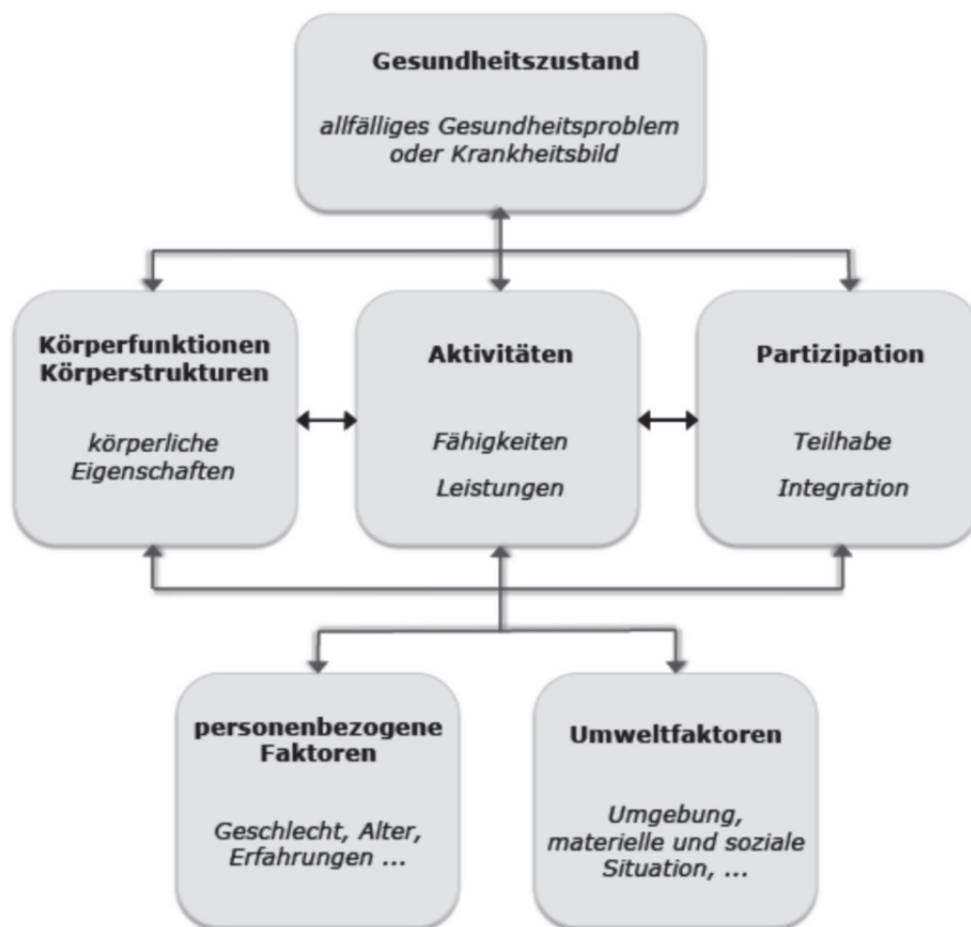 Gesundheitszustand
allfälliges Gesundheitsproblem
oder Krankheitsbild
Körperfunktionen
Körperstrukturen
körperliche
Eigenschaften
Aktivitäten
Fähigkeiten
Leistungen
Partizipation
Teilhabe
Integration
personenbezogene
Faktoren
Geschlecht, Alter,
Erfahrungen ...
Umweltfaktoren
Umgebung,
materielle und soziale
Situation, ...